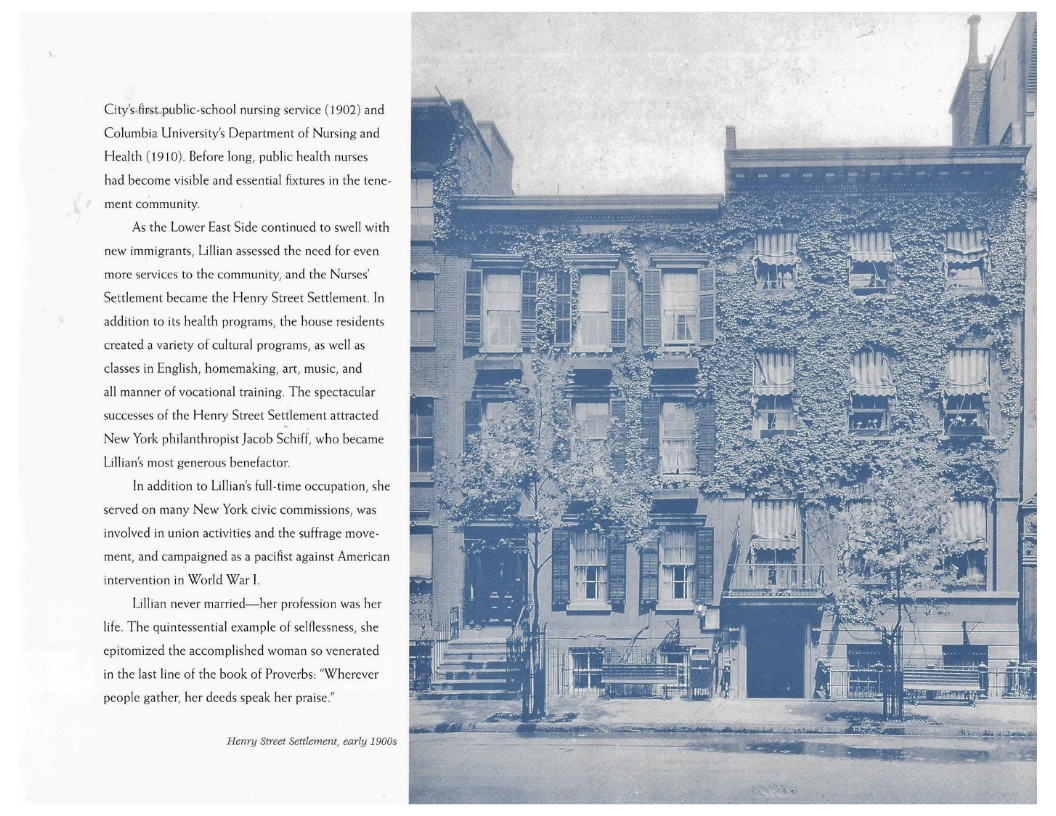 City's first public-school nursing service (1902) and
Columbia University's Department of Nursing and
Health (1910). Before long, public health nurses
had become visible and essential fixtures in the tene-
ment community.
As the Lower East Side continued to swell with
new immigrants, Lillian assessed the need for even
more services to the community, and the Nurses'
Settlement became the Henry Street Settlement. In
addition to its health programs, the house residents
created a variety of cultural programs, as well as
classes in English, homemaking, art, music, and
all manner of vocational training. The spectacular
successes of the Henry Street Settlement attracted
New York philanthropist Jacob Schiff, who became
Lillian's most generous benefactor.
In addition to Lillian's full-time occupation, she
served on many New York civic commissions, was
involved in union activities and the suffrage move-
ment, and campaigned as a pacifist against American
intervention in World War I.
Lillian never married—her profession was her
life. The quintessential example of selflessness, she
epitomized the accomplished woman so venerated
in the last line of the book of Proverbs: "Wherever
people gather, her deeds speak her praise."
Henry Street Settlement, early 1900s